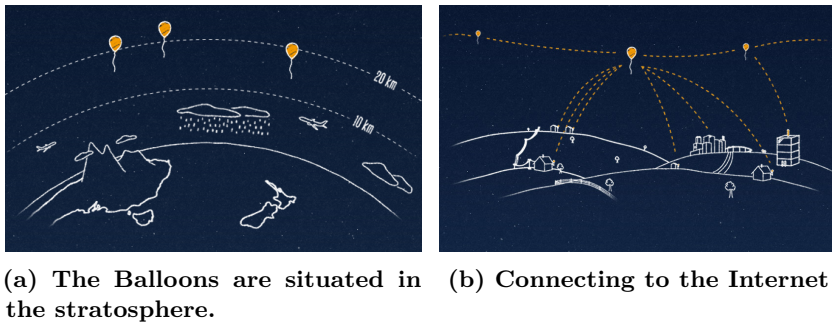 20 km
10 km
(a) The Balloons are situated in
the stratosphere.
(b) Connecting to the Internet